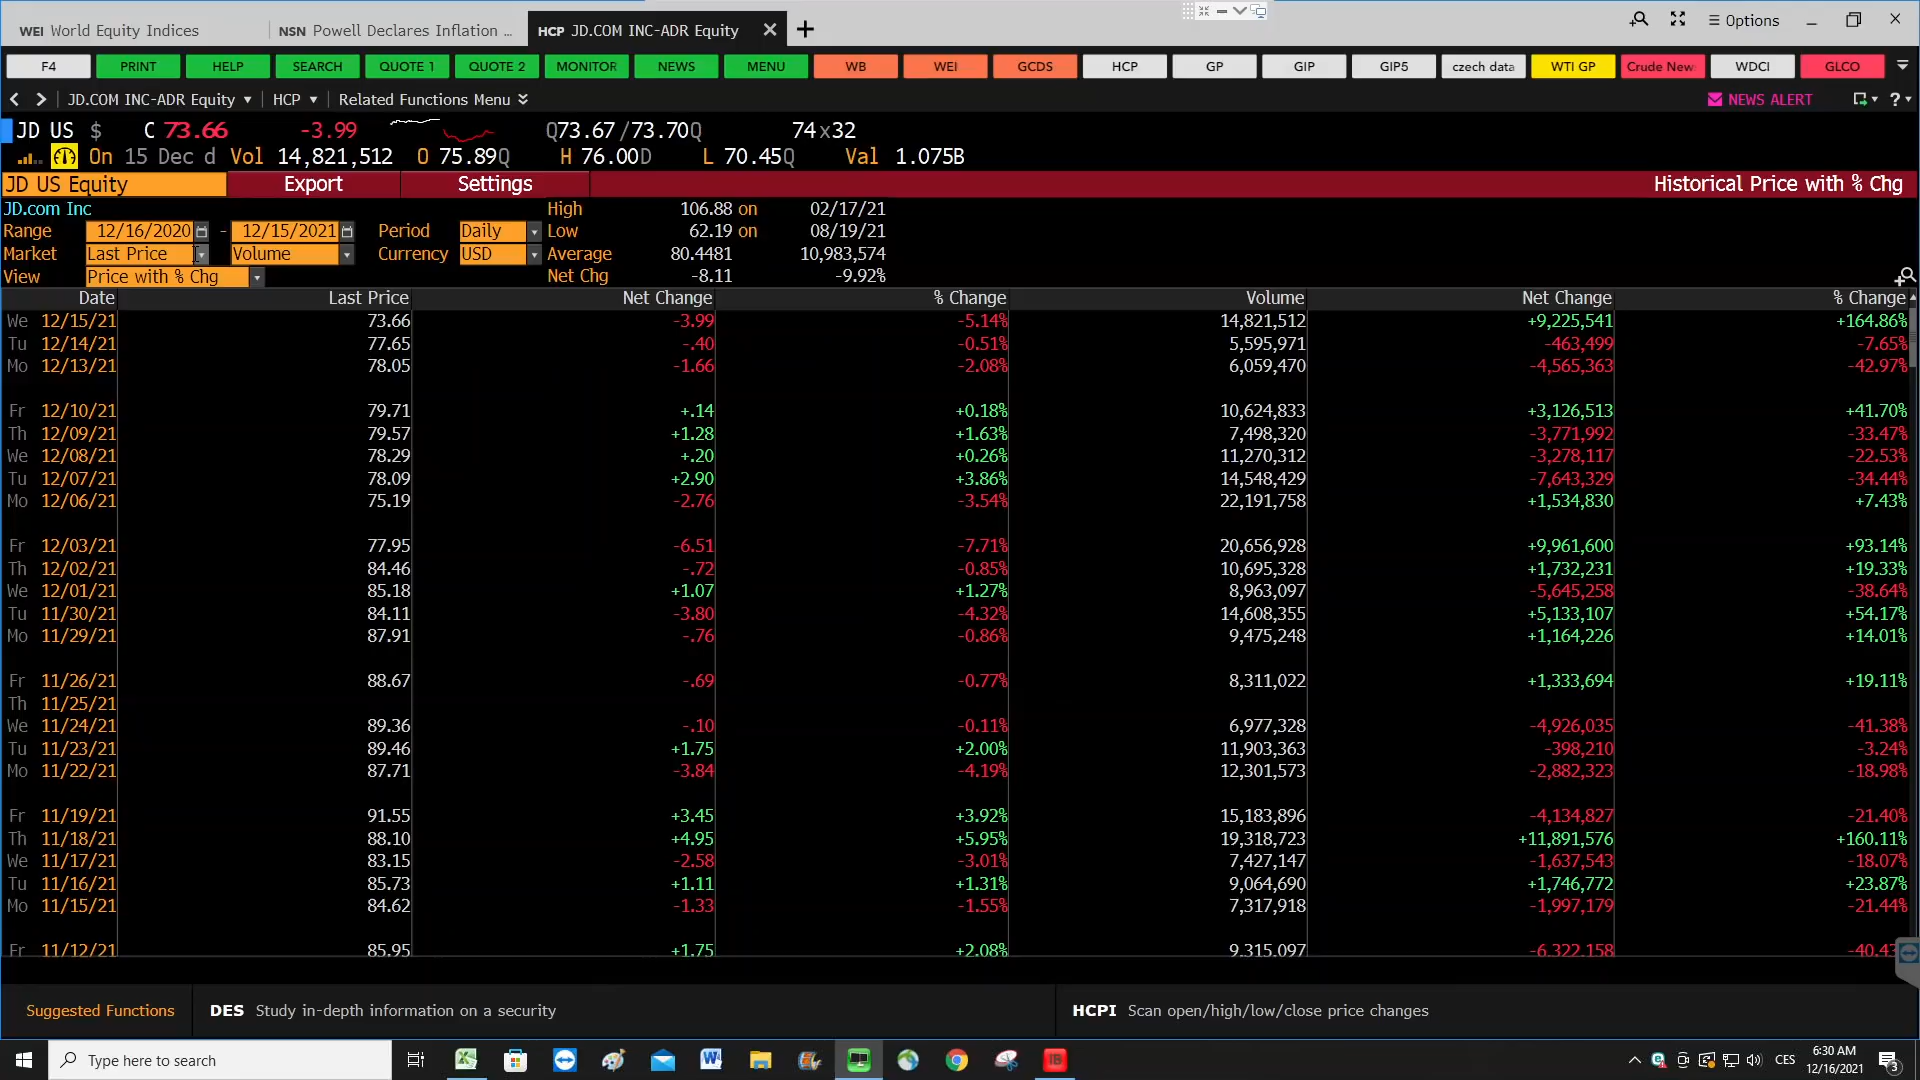 WEI World Equity Indices NSN Powell Declares Inflation ... HCP JD.COM INC-ADR Equity Options
F4 PRINT HELP SEARCH QUOTE 1 QUOTE 2 MONITOR NEWS MENU WB WEI GCDS HCP GP GIP GIP5 czech data WTI GP Crude New WDCI GLCO
JD.COM INC-ADR Equity HCP Related Functions Menu NEWS ALERT ?
JD US $ C 73.66 -3.99 Q73.67/73.70Q 74x32
On 15 Dec d Vol 14,821,512 O 75.89Q H 76.00D L 70.45Q Val 1.075B
JD US Equity Export Settings Historical Price with % Chg
JD.com Inc High 106.88 on 02/17/21
Range 12/16/2020 - 12/15/2021 Period Daily Low 62.19 on 08/19/21
Market Last Price Volume Currency USD Average 80.4481 10,983,574
View Price with % Chg Net Chg -8.11 -9.92%
Date Last Price Net Change % Change Volume Net Change % Change
We 12/15/21 73.66 -3.99 -5.14% 14,821,512 +9,225,541 +164.86%
Tu 12/14/21 77.65 -.40 -0.51% 5,595,971 -463,499 -7.65%
Mo 12/13/21 78.05 -1.66 -2.08% 6,059,470 -4,565,363 -42.97%
Fr 12/10/21 79.71 +.14 +0.18% 10,624,833 +3,126,513 +41.70%
Th 12/09/21 79.57 +1.28 +1.63% 7,498,320 -3,771,992 -33.47%
We 12/08/21 78.29 +.20 +0.26% 11,270,312 -3,278,117 -22.53%
Tu 12/07/21 78.09 +2.90 +3.86% 14,548,429 -7,643,329 -34.44%
Mo 12/06/21 75.19 -2.76 -3.54% 22,191,758 +1,534,830 +7.43%
Fr 12/03/21 77.95 -6.51 -7.71% 20,656,928 +9,961,600 +93.14%
Th 12/02/21 84.46 -.72 -0.85% 10,695,328 +1,732,231 +19.33%
We 12/01/21 85.18 +1.07 +1.27% 8,963,097 -5,645,258 -38.64%
Tu 11/30/21 84.11 -3.80 -4.32% 14,608,355 +5,133,107 +54.17%
Mo 11/29/21 87.91 -.76 -0.86% 9,475,248 +1,164,226 +14.01%
Fr 11/26/21 88.67 -.69 -0.77% 8,311,022 +1,333,694 +19.11%
Th 11/25/21
We 11/24/21 89.36 -.10 -0.11% 6,977,328 -4,926,035 -41.38%
Tu 11/23/21 89.46 +1.75 +2.00% 11,903,363 -398,210 -3.24%
Mo 11/22/21 87.71 -3.84 -4.19% 12,301,573 -2,882,323 -18.98%
Fr 11/19/21 91.55 +3.45 +3.92% 15,183,896 -4,134,827 -21.40%
Th 11/18/21 88.10 +4.95 +5.95% 19,318,723 +11,891,576 +160.11%
We 11/17/21 83.15 -2.58 -3.01% 7,427,147 -1,637,543 -18.07%
Tu 11/16/21 85.73 +1.11 +1.31% 9,064,690 +1,746,772 +23.87%
Mo 11/15/21 84.62 -1.33 -1.55% 7,317,918 -1,997,179 -21.44%
Fr 11/12/21 85.95 +1.75 +2.08% 9,315,097 -6,322,158 -40.43
Suggested Functions DES Study in-depth information on a security HCPI Scan open/high/low/close price changes
Type here to search IB CES 6:30 AM
12/16/2021 3